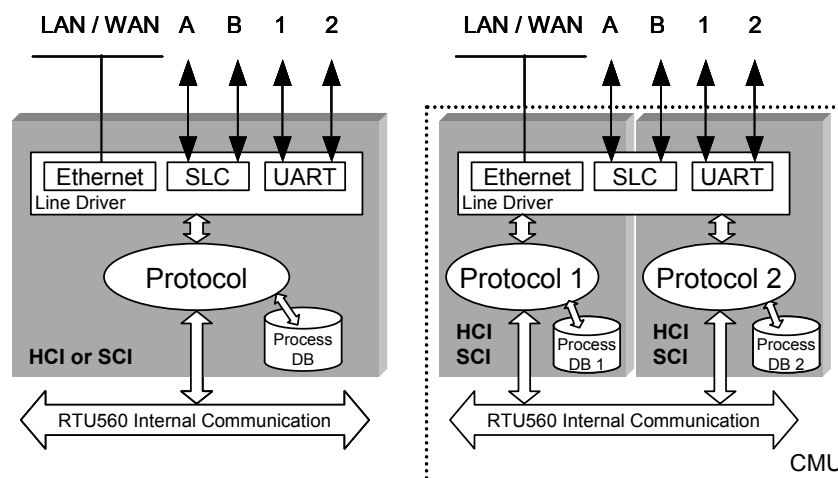 LAN / WAN A B 1 2
Ethernet SLC UART
Line Driver
Protocol
Process
DB
HCI or SCI
RTU560 Internal Communication
LAN / WAN A B 1 2
Ethernet SLC UART
Line Driver
Protocol 1 Protocol 2
HCI
SCI
Process
DB 1
HCI
SCI
Process
DB 2
RTU560 Internal Communication
CMU